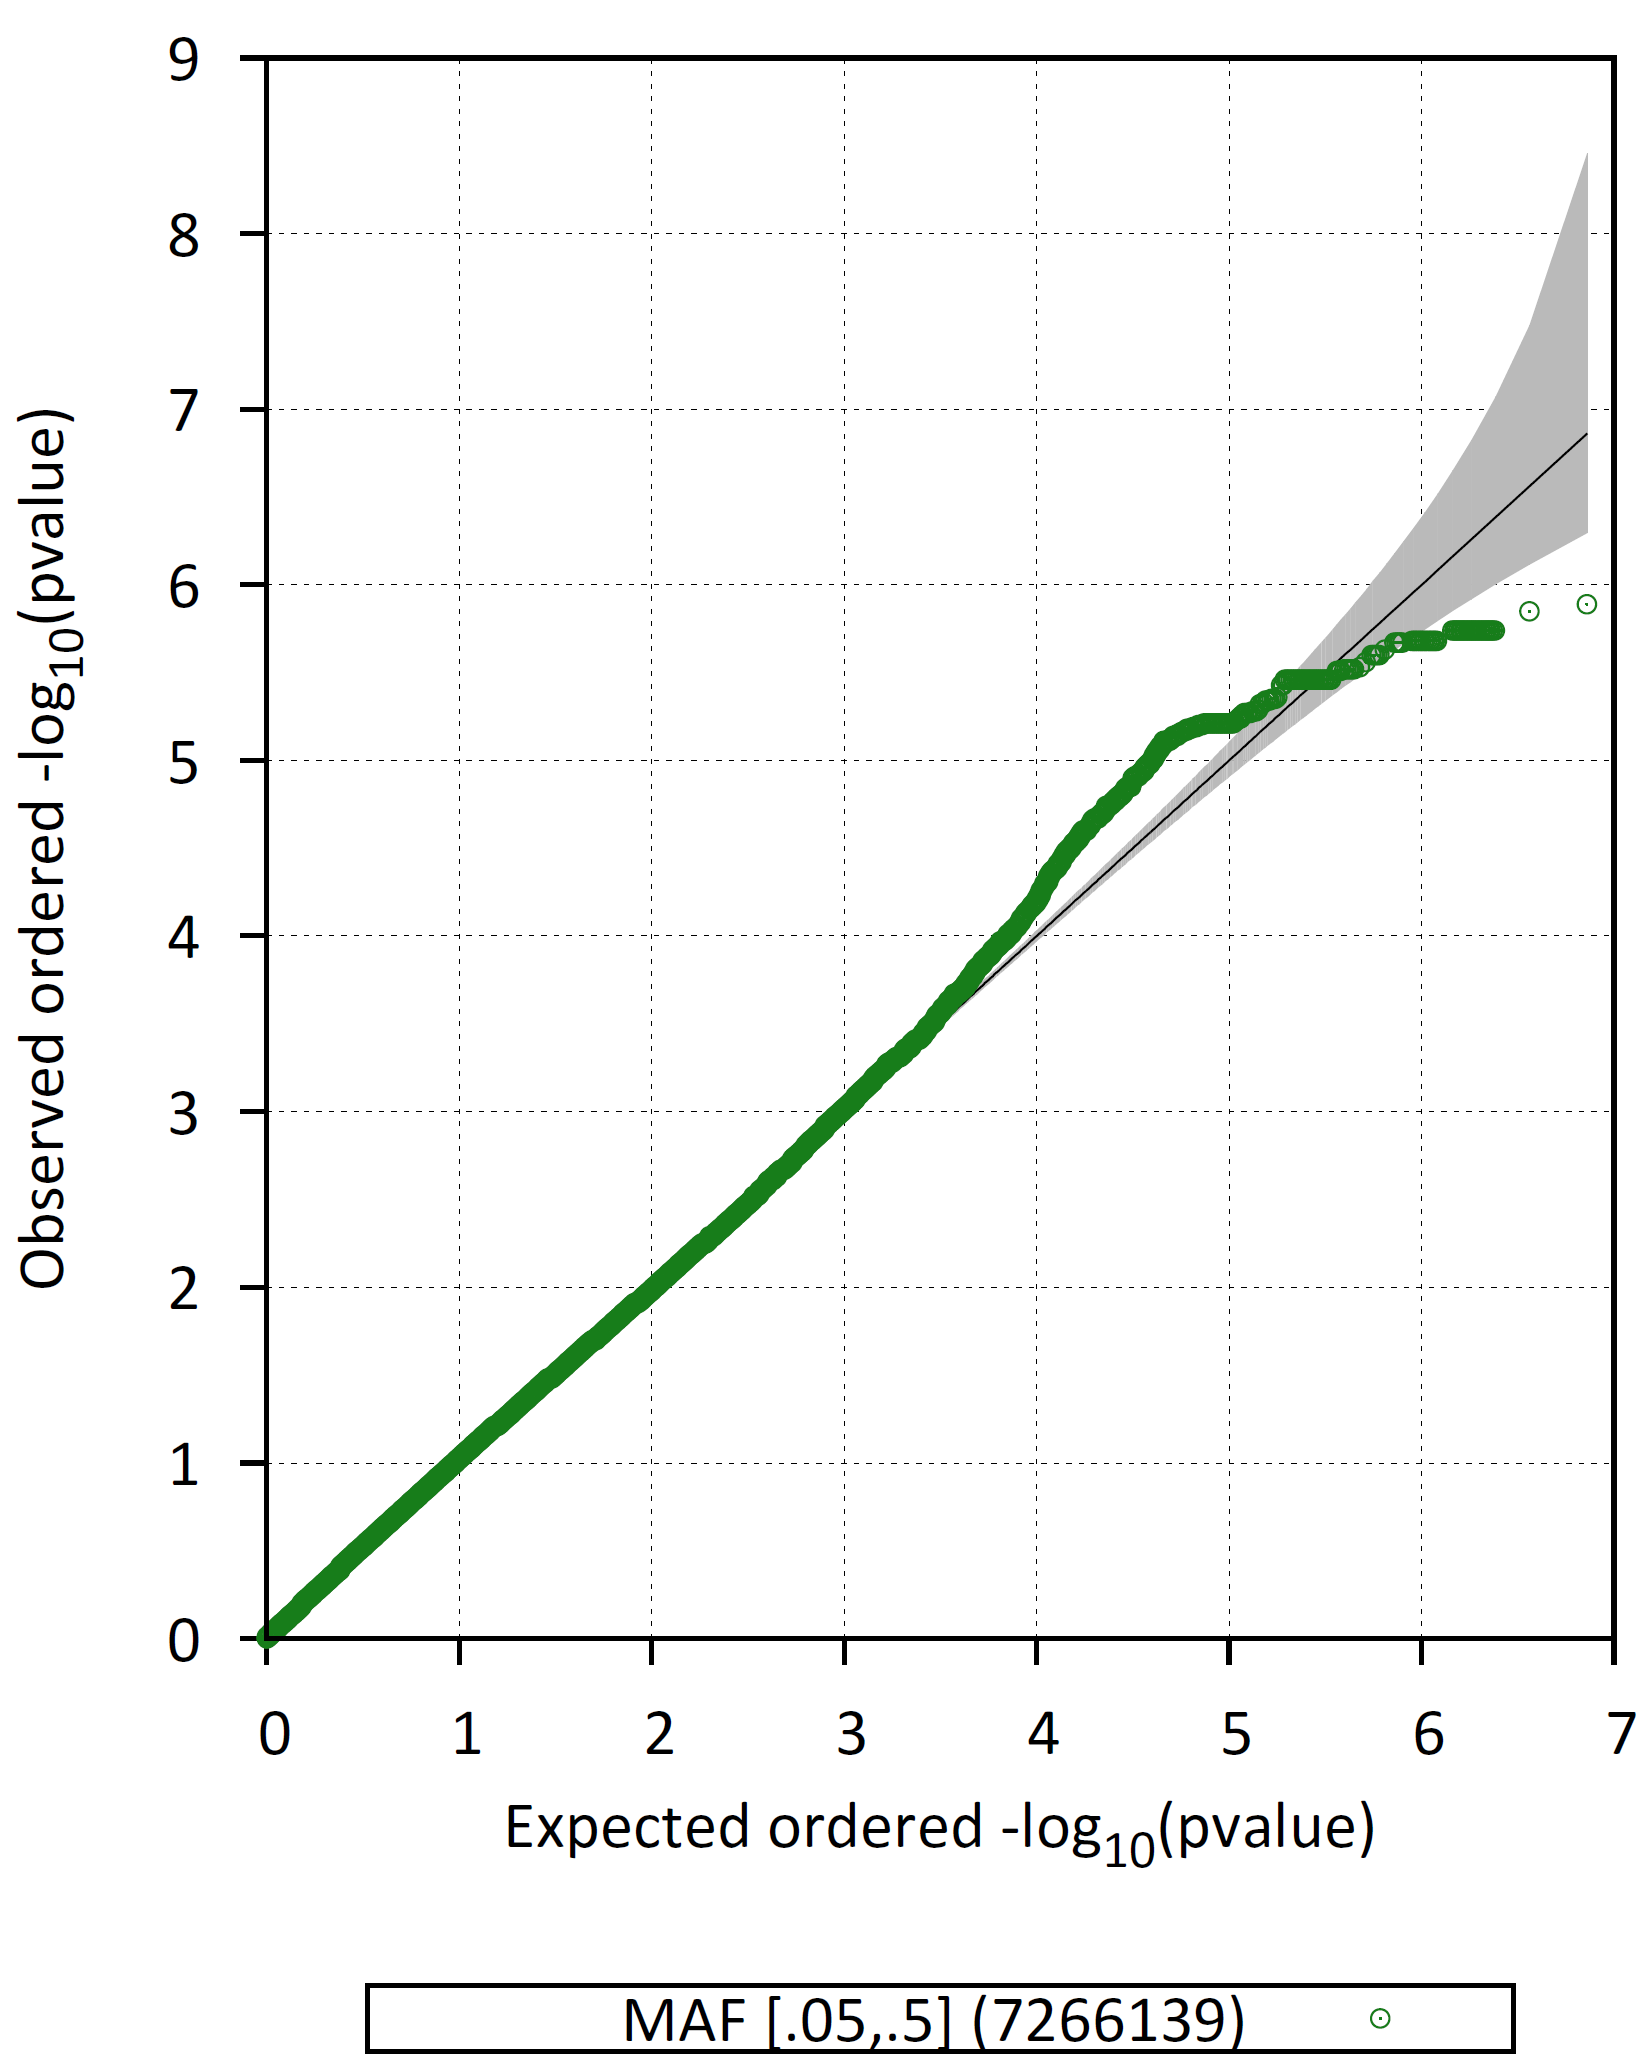 Observed ordered -log10(pvalue)
9
8
7
6
5
4
3
2
1
0
0 1 2 3 4 5 6 7
Expected ordered -log10(pvalue)
MAF [.05,.5] (7266139)